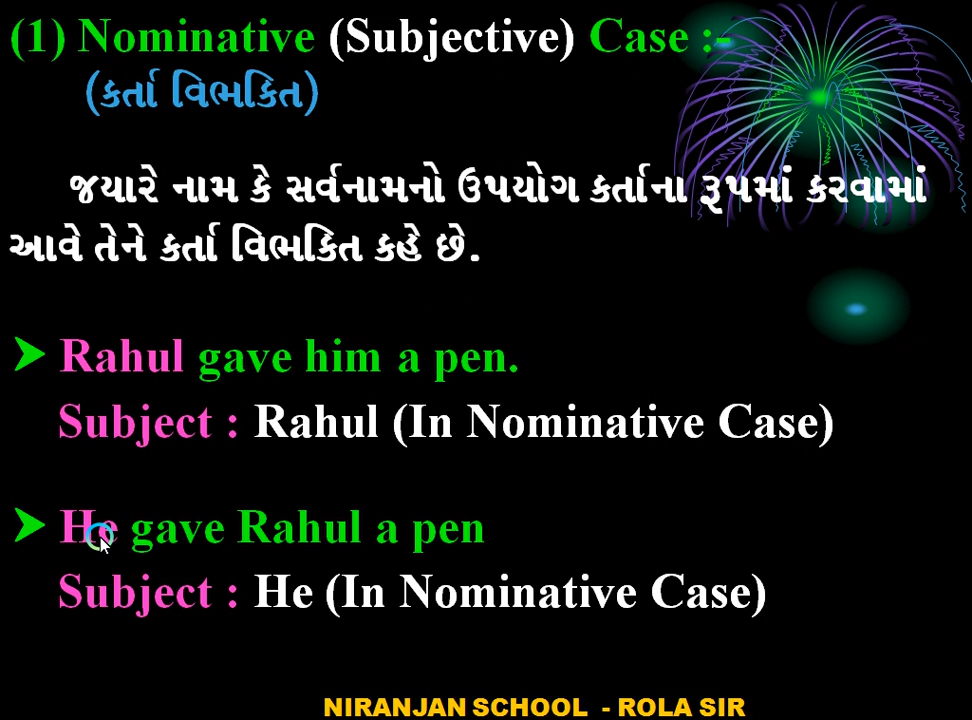 (1) Nominative (Subjective) Case :-
(કર્તા વિભકિત)
જયારે નામ કે સર્વનામનો ઉપયોગ કર્તાના રૂપમાં કરવામાં
આવે તેને કર્તા વિભકિત કહે છે.
➤ Rahul gave him a pen.
Subject : Rahul (In Nominative Case)
➤ He gave Rahul a pen
Subject : He (In Nominative Case)
NIRANJAN SCHOOL - ROLA SIR